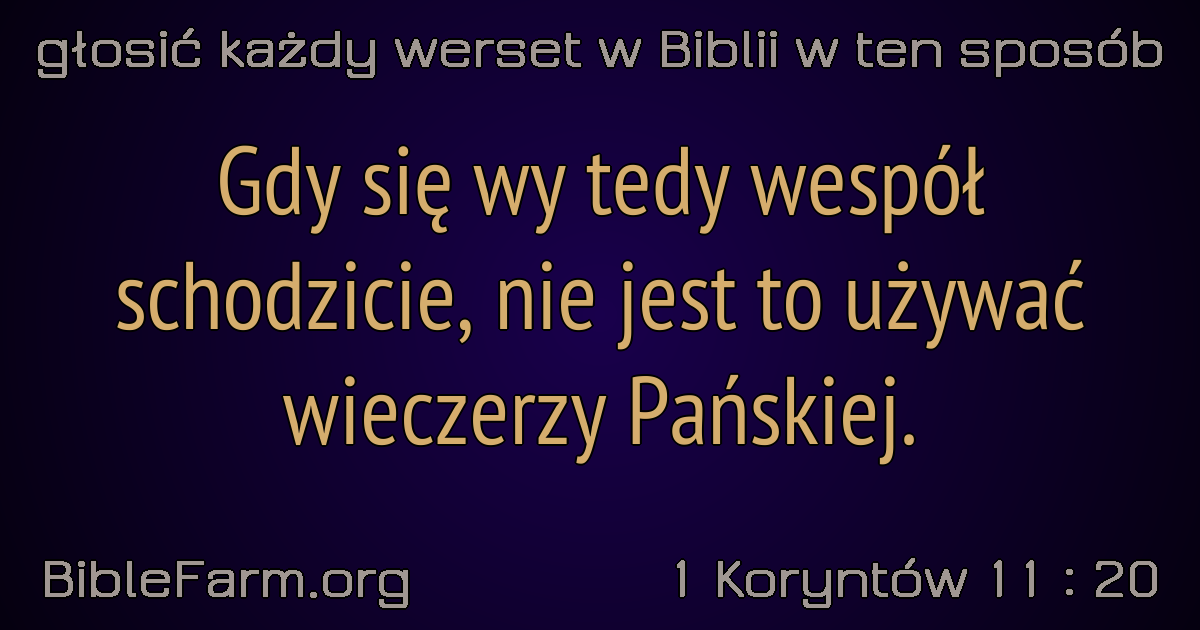 głosić każdy werset w Biblii w ten sposób
Gdy się wy tedy wespół
schodzicie, nie jest to używać
wieczerzy Pańskiej.
BibleFarm.org
1 Koryntów 11 : 20